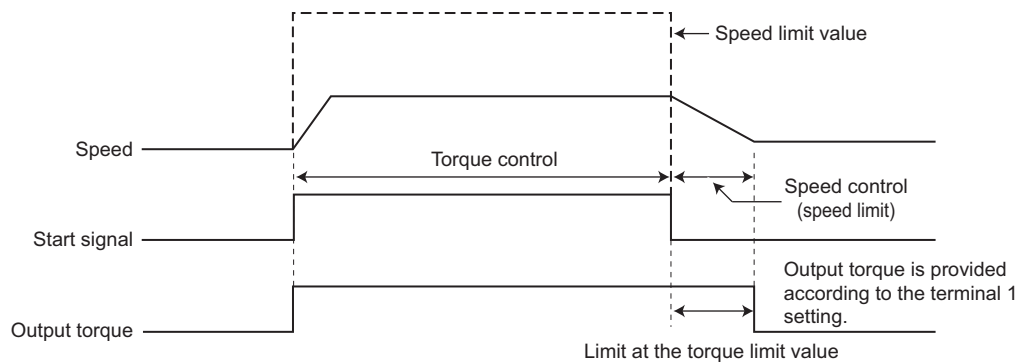 Speed limit value
Speed
Torque control
Speed control
(speed limit)
Start signal
Output torque is provided
according to the terminal 1
setting.
Output torque
Limit at the torque limit value